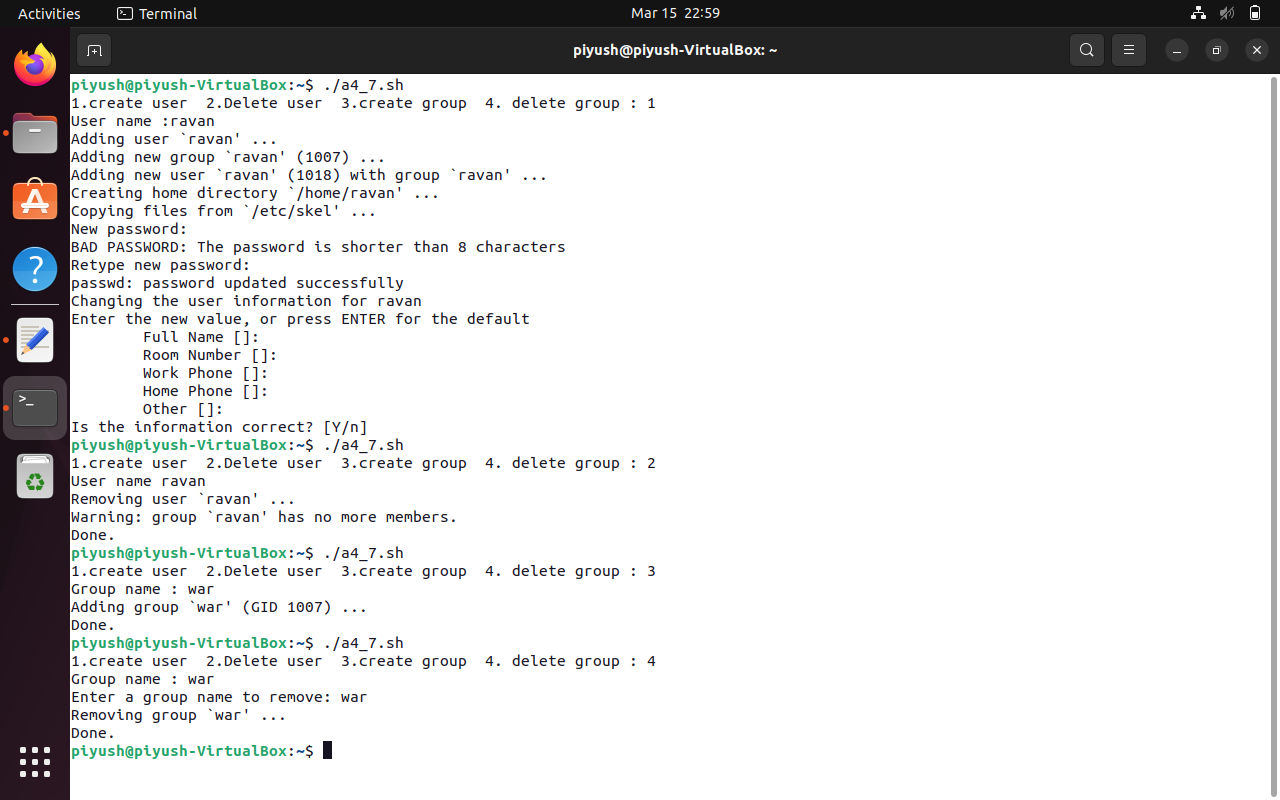 Activities Terminal Mar 15 22:59
piyush@piyush-VirtualBox: ~
piyush@piyush-VirtualBox:~$ ./a4_7.sh
1.create user  2.Delete user  3.create group  4. delete group : 1
User name :ravan
Adding user `ravan' ...
Adding new group `ravan' (1007) ...
Adding new user `ravan' (1018) with group `ravan' ...
Creating home directory `/home/ravan' ...
Copying files from `/etc/skel' ...
New password:
BAD PASSWORD: The password is shorter than 8 characters
Retype new password:
passwd: password updated successfully
Changing the user information for ravan
Enter the new value, or press ENTER for the default
        Full Name []:
        Room Number []:
        Work Phone []:
        Home Phone []:
        Other []:
Is the information correct? [Y/n]
piyush@piyush-VirtualBox:~$ ./a4_7.sh
1.create user  2.Delete user  3.create group  4. delete group : 2
User name ravan
Removing user `ravan' ...
Warning: group `ravan' has no more members.
Done.
piyush@piyush-VirtualBox:~$ ./a4_7.sh
1.create user  2.Delete user  3.create group  4. delete group : 3
Group name : war
Adding group `war' (GID 1007) ...
Done.
piyush@piyush-VirtualBox:~$ ./a4_7.sh
1.create user  2.Delete user  3.create group  4. delete group : 4
Group name : war
Enter a group name to remove: war
Removing group `war' ...
Done.
piyush@piyush-VirtualBox:~$